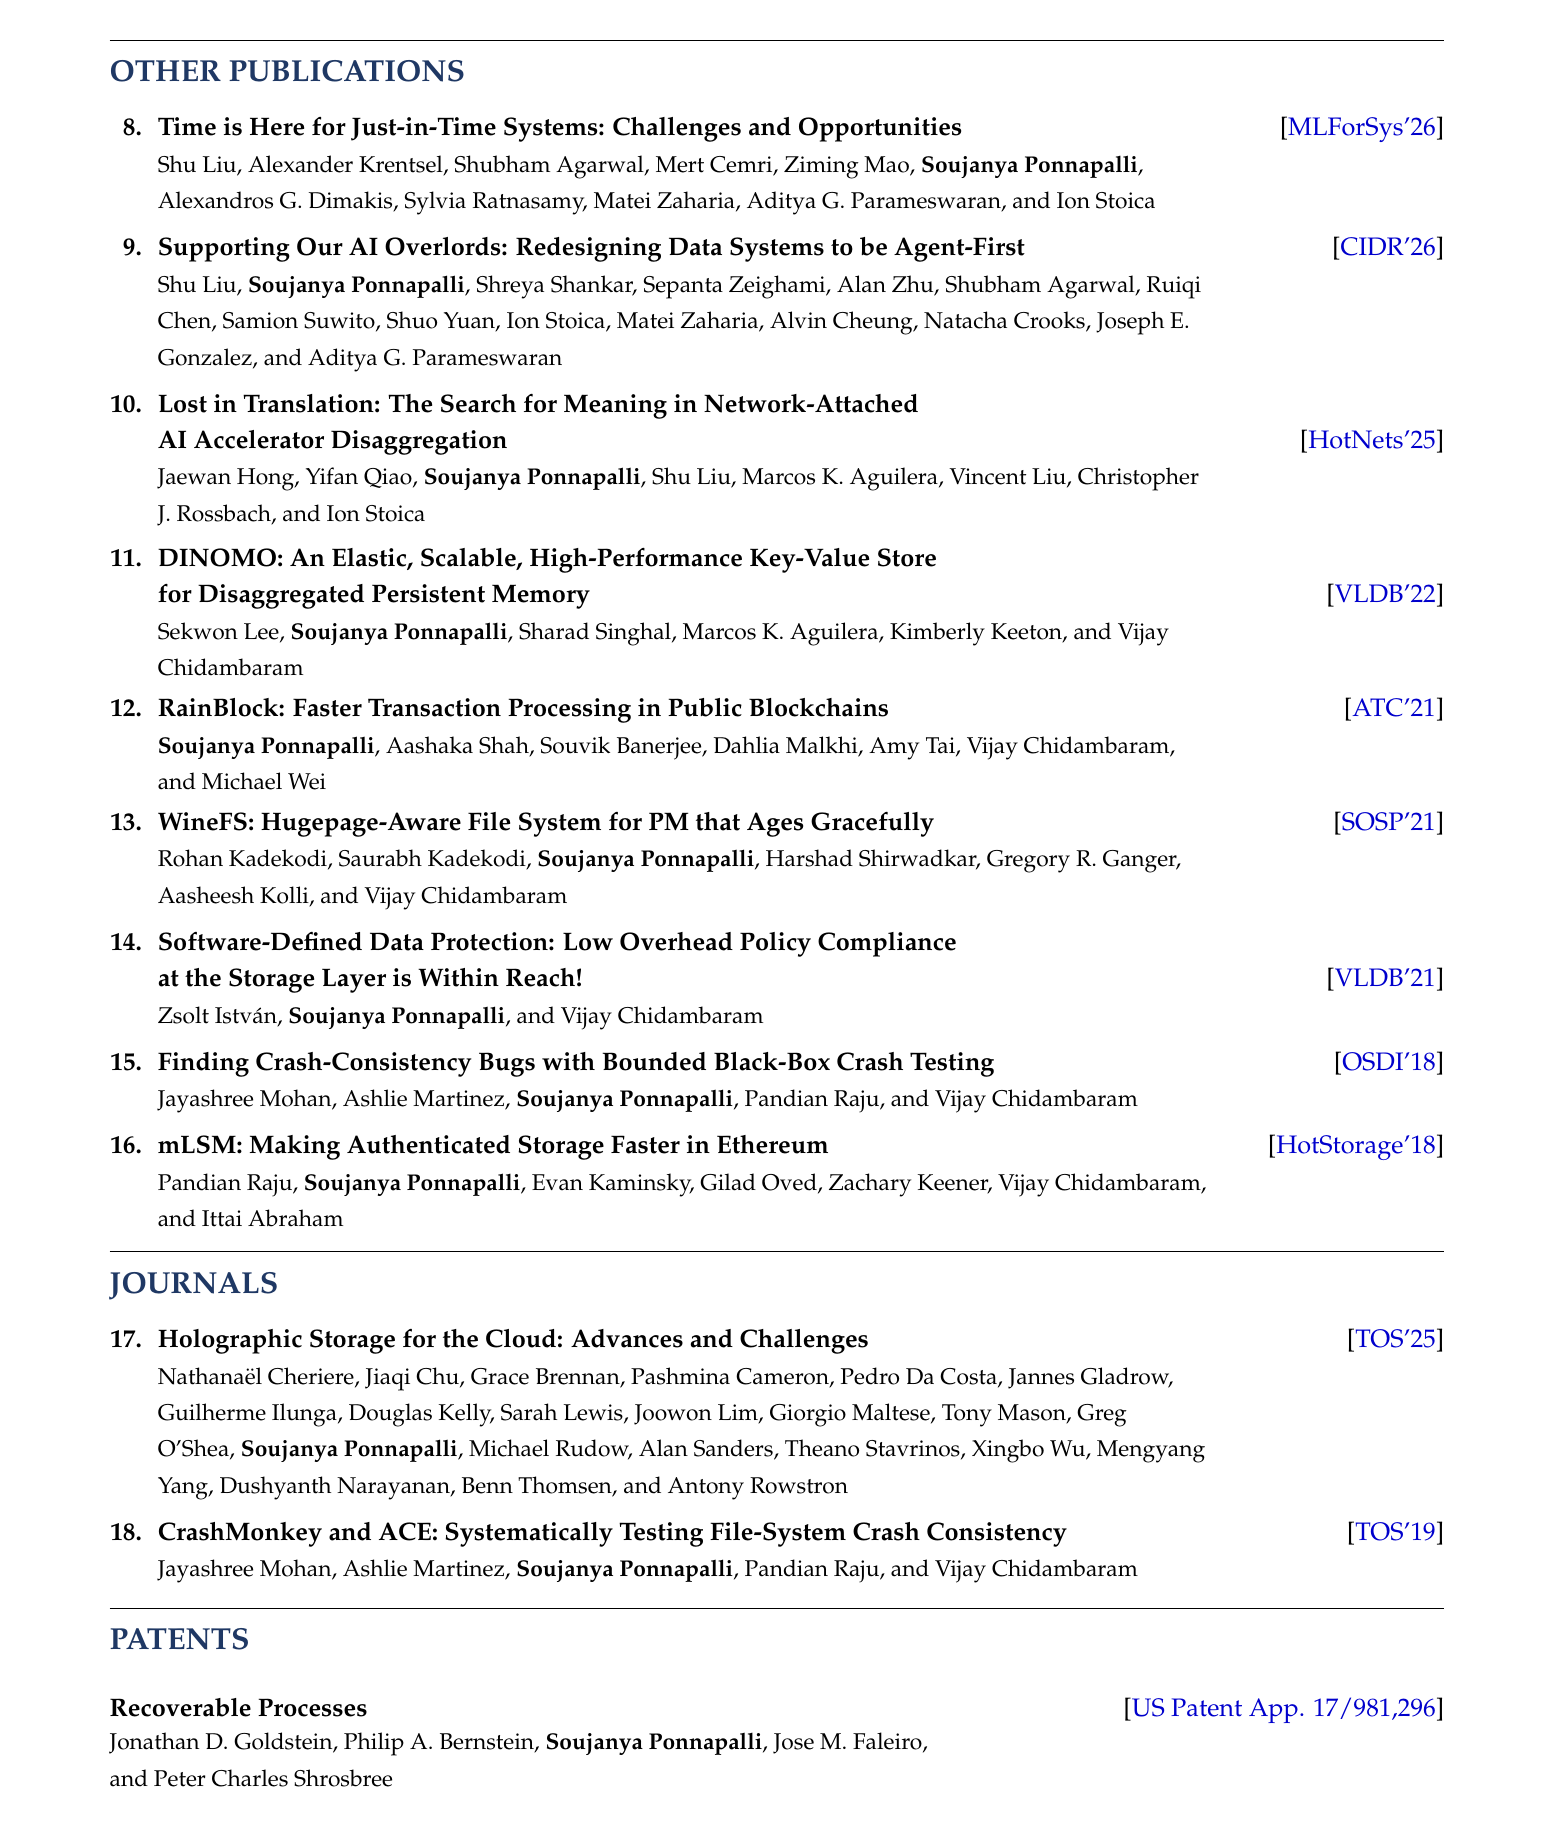 OTHER PUBLICATIONS
8. Time is Here for Just-in-Time Systems: Challenges and Opportunities [MLForSys'26]
Shu Liu, Alexander Krentsel, Shubham Agarwal, Mert Cemri, Ziming Mao, Soujanya Ponnapalli,
Alexandros G. Dimakis, Sylvia Ratnasamy, Matei Zaharia, Aditya G. Parameswaran, and Ion Stoica
9. Supporting Our AI Overlords: Redesigning Data Systems to be Agent-First [CIDR'26]
Shu Liu, Soujanya Ponnapalli, Shreya Shankar, Sepanta Zeighami, Alan Zhu, Shubham Agarwal, Ruiqi
Chen, Samion Suwito, Shuo Yuan, Ion Stoica, Matei Zaharia, Alvin Cheung, Natacha Crooks, Joseph E.
Gonzalez, and Aditya G. Parameswaran
10. Lost in Translation: The Search for Meaning in Network-Attached
AI Accelerator Disaggregation [HotNets'25]
Jaewan Hong, Yifan Qiao, Soujanya Ponnapalli, Shu Liu, Marcos K. Aguilera, Vincent Liu, Christopher
J. Rossbach, and Ion Stoica
11. DINOMO: An Elastic, Scalable, High-Performance Key-Value Store
for Disaggregated Persistent Memory [VLDB'22]
Sekwon Lee, Soujanya Ponnapalli, Sharad Singhal, Marcos K. Aguilera, Kimberly Keeton, and Vijay
Chidambaram
12. RainBlock: Faster Transaction Processing in Public Blockchains [ATC'21]
Soujanya Ponnapalli, Aashaka Shah, Souvik Banerjee, Dahlia Malkhi, Amy Tai, Vijay Chidambaram,
and Michael Wei
13. WineFS: Hugepage-Aware File System for PM that Ages Gracefully [SOSP'21]
Rohan Kadekodi, Saurabh Kadekodi, Soujanya Ponnapalli, Harshad Shirwadkar, Gregory R. Ganger,
Aasheesh Kolli, and Vijay Chidambaram
14. Software-Defined Data Protection: Low Overhead Policy Compliance
at the Storage Layer is Within Reach! [VLDB'21]
Zsolt István, Soujanya Ponnapalli, and Vijay Chidambaram
15. Finding Crash-Consistency Bugs with Bounded Black-Box Crash Testing [OSDI'18]
Jayashree Mohan, Ashlie Martinez, Soujanya Ponnapalli, Pandian Raju, and Vijay Chidambaram
16. mLSM: Making Authenticated Storage Faster in Ethereum [HotStorage'18]
Pandian Raju, Soujanya Ponnapalli, Evan Kaminsky, Gilad Oved, Zachary Keener, Vijay Chidambaram,
and Ittai Abraham
JOURNALS
17. Holographic Storage for the Cloud: Advances and Challenges [TOS'25]
Nathanaël Cheriere, Jiaqi Chu, Grace Brennan, Pashmina Cameron, Pedro Da Costa, Jannes Gladrow,
Guilherme Ilunga, Douglas Kelly, Sarah Lewis, Joowon Lim, Giorgio Maltese, Tony Mason, Greg
O'Shea, Soujanya Ponnapalli, Michael Rudow, Alan Sanders, Theano Stavrinos, Xingbo Wu, Mengyang
Yang, Dushyanth Narayanan, Benn Thomsen, and Antony Rowstron
18. CrashMonkey and ACE: Systematically Testing File-System Crash Consistency [TOS'19]
Jayashree Mohan, Ashlie Martinez, Soujanya Ponnapalli, Pandian Raju, and Vijay Chidambaram
PATENTS
Recoverable Processes [US Patent App. 17/981,296]
Jonathan D. Goldstein, Philip A. Bernstein, Soujanya Ponnapalli, Jose M. Faleiro,
and Peter Charles Shrosbree